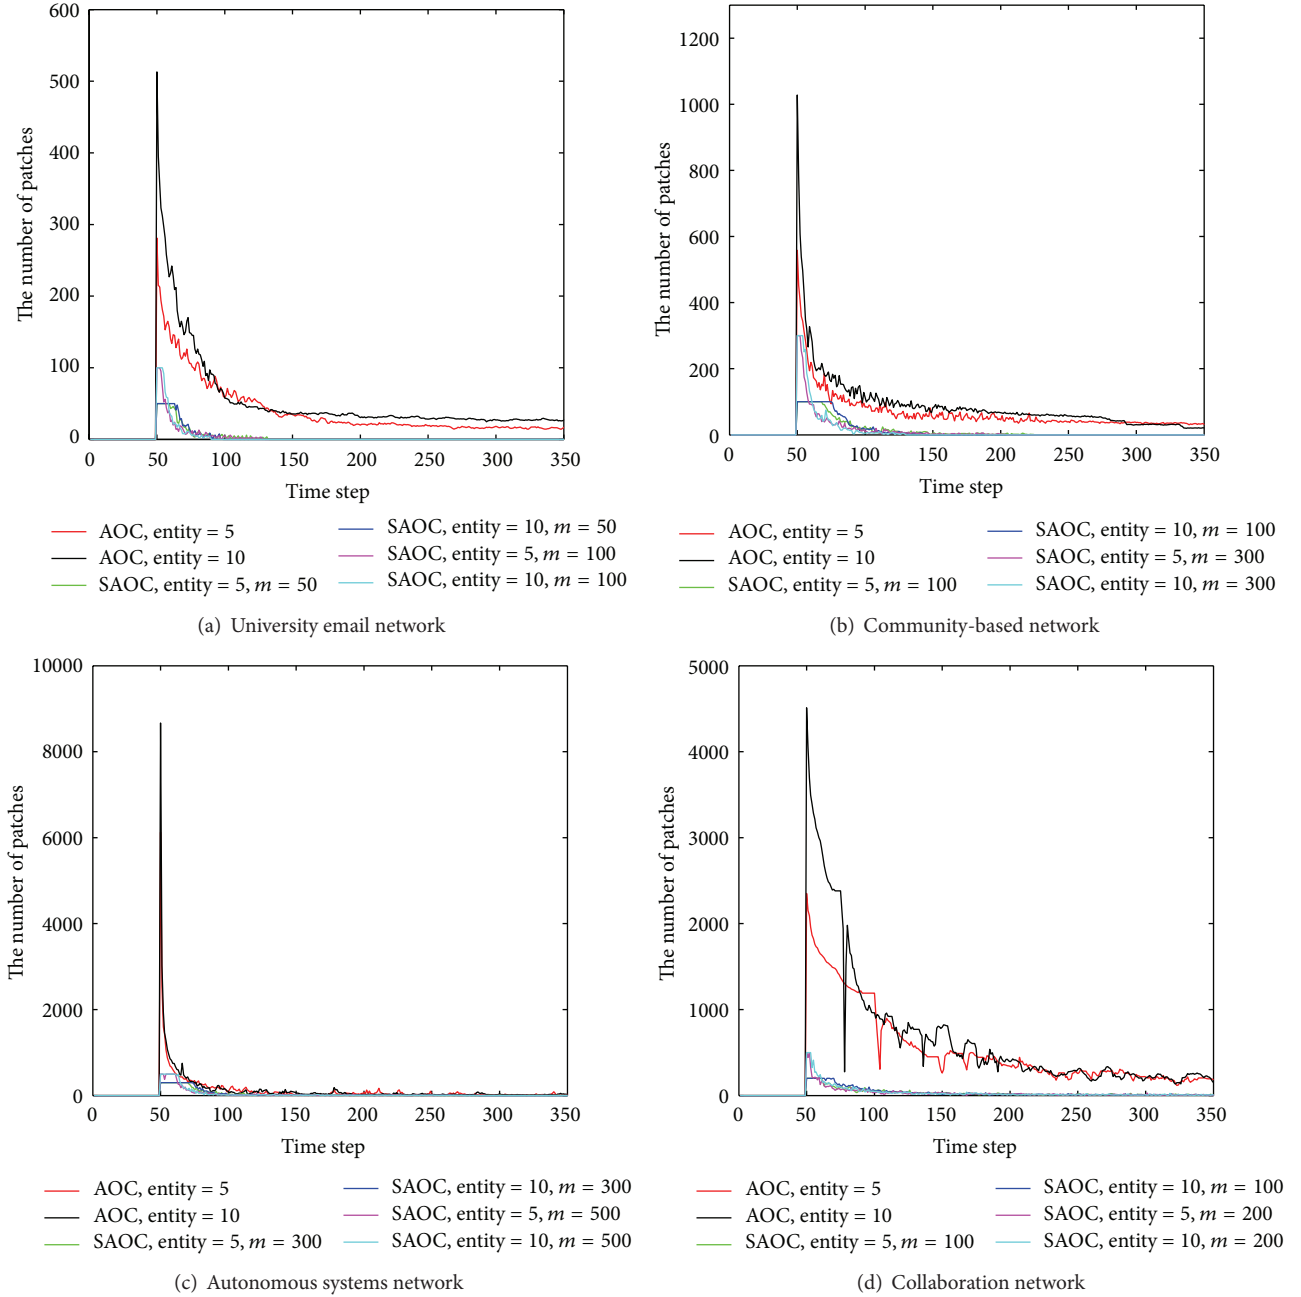 600
500
400
300
200
100
0
The number of patches
0 50 100 150 200 250 300 350
Time step
AOC, entity = 5
AOC, entity = 10
SAOC, entity = 5, m = 50
SAOC, entity = 10, m = 50
SAOC, entity = 5, m = 100
SAOC, entity = 10, m = 100
(a) University email network
1200
1000
800
600
400
200
0
The number of patches
0 50 100 150 200 250 300 350
Time step
AOC, entity = 5
AOC, entity = 10
SAOC, entity = 5, m = 100
SAOC, entity = 10, m = 100
SAOC, entity = 5, m = 300
SAOC, entity = 10, m = 300
(b) Community-based network
10000
8000
6000
4000
2000
0
The number of patches
0 50 100 150 200 250 300 350
Time step
AOC, entity = 5
AOC, entity = 10
SAOC, entity = 5, m = 300
SAOC, entity = 10, m = 300
SAOC, entity = 5, m = 500
SAOC, entity = 10, m = 500
(c) Autonomous systems network
5000
4000
3000
2000
1000
0
The number of patches
0 50 100 150 200 250 300 350
Time step
AOC, entity = 5
AOC, entity = 10
SAOC, entity = 5, m = 100
SAOC, entity = 10, m = 100
SAOC, entity = 5, m = 200
SAOC, entity = 10, m = 200
(d) Collaboration network